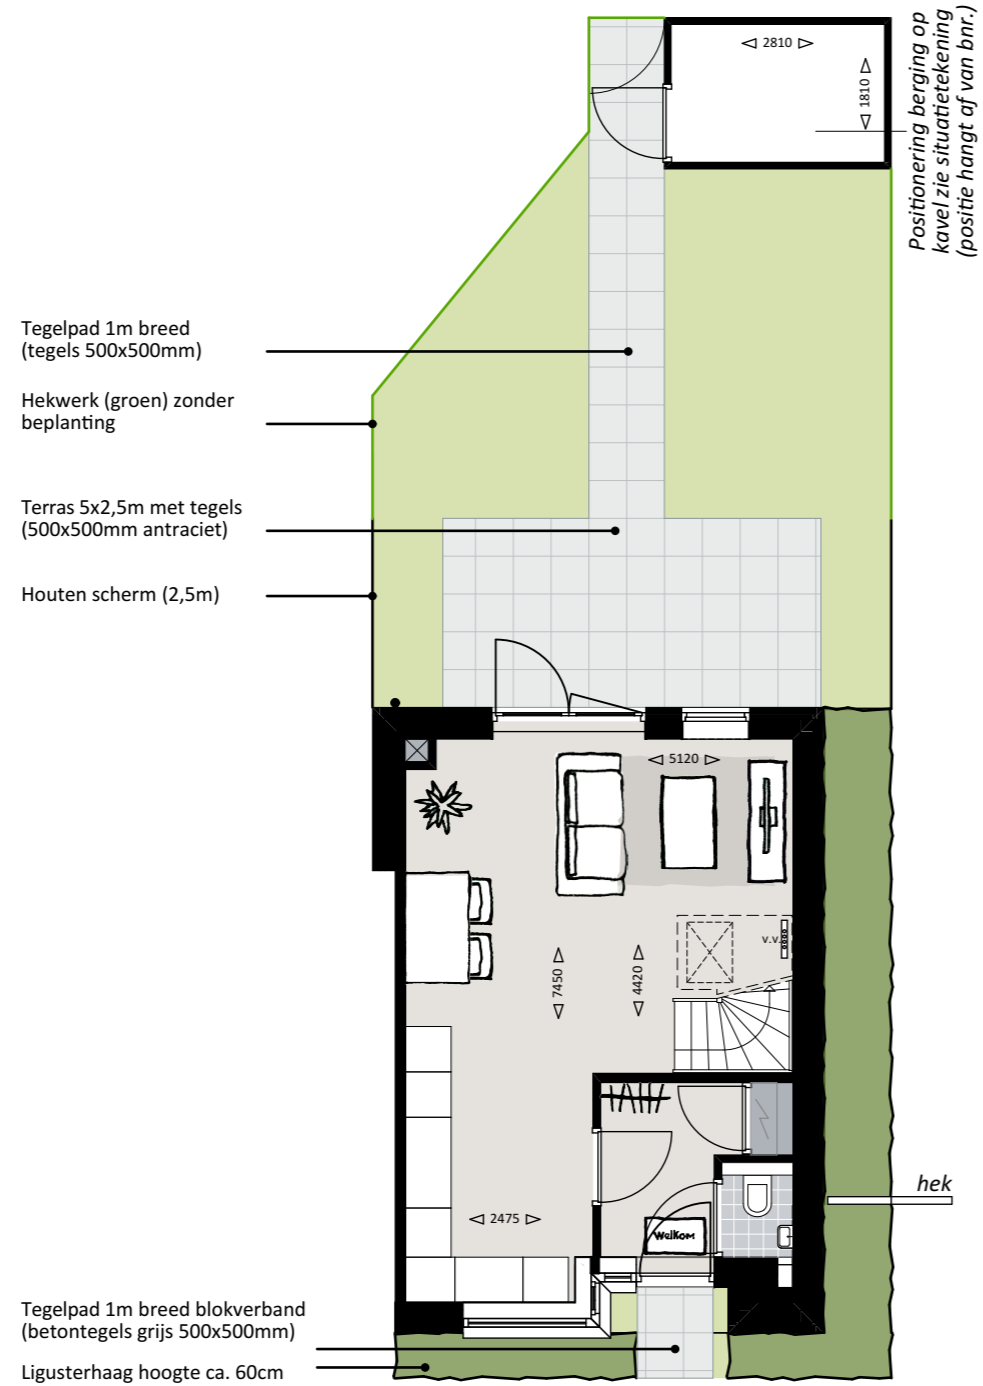 2810
1810
Positionering berging op
kavel zie situatietekening
(positie hangt af van bnr.)
Tegelpad 1m breed
(tegels 500x500mm)
Hekwerk (groen) zonder
beplanting
Terras 5x2,5m met tegels
(500x500mm antraciet)
Houten scherm (2,5m)
5120
v.v.
7450
4420
hek
2475
Welkom
Tegelpad 1m breed blokverband
(betontegels grijs 500x500mm)
Ligusterhaag hoogte ca. 60cm